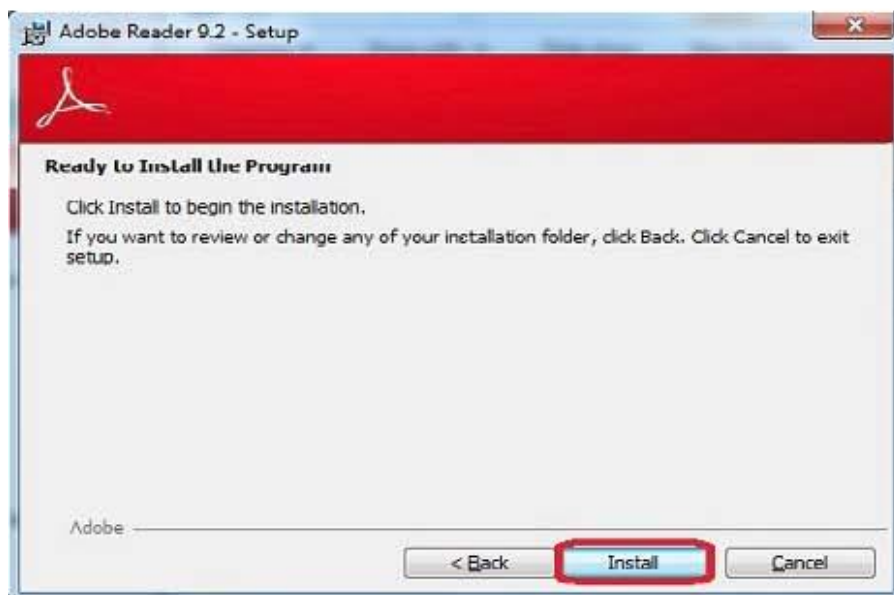 Adobe Reader 9.2 - Setup
Ready to Install the Program
Click Install to begin the installation.
If you want to review or change any of your installation folder, click Back. Click Cancel to exit
setup.
Adobe
< Back Install Cancel